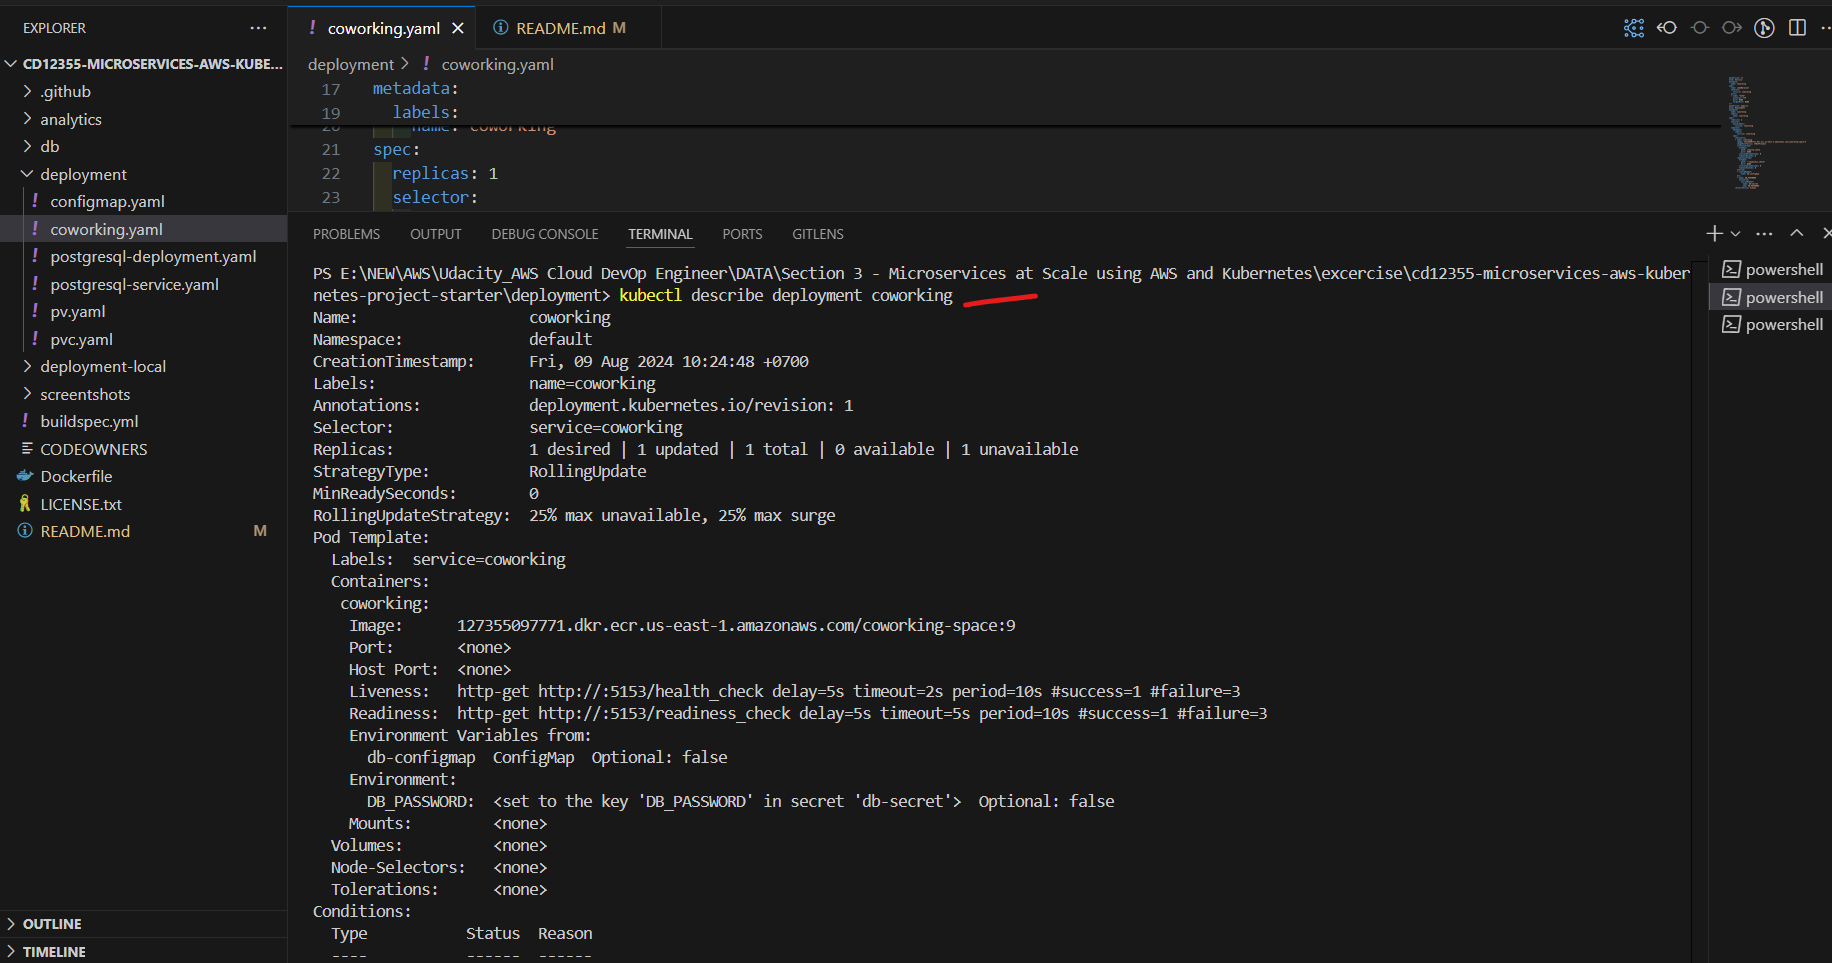 EXPLORER
CD12355-MICROSERVICES-AWS-KUBE...
.github
analytics
db
deployment
configmap.yaml
coworking.yaml
postgresql-deployment.yaml
postgresql-service.yaml
pv.yaml
pvc.yaml
deployment-local
screentshots
buildspec.yml
CODEOWNERS
Dockerfile
LICENSE.txt
README.md M
OUTLINE
TIMELINE
coworking.yaml README.md M
deployment > coworking.yaml
17 metadata:
19 labels:
20 name: coworking
21 spec:
22 replicas: 1
23 selector:
PROBLEMS OUTPUT DEBUG CONSOLE TERMINAL PORTS GITLENS
PS E:\NEW\AWS\Udacity_AWS Cloud DevOp Engineer\DATA\Section 3 - Microservices at Scale using AWS and Kubernetes\excercise\cd12355-microservices-aws-kuber
netes-project-starter\deployment> kubectl describe deployment coworking
Name: coworking
Namespace: default
CreationTimestamp: Fri, 09 Aug 2024 10:24:48 +0700
Labels: name=coworking
Annotations: deployment.kubernetes.io/revision: 1
Selector: service=coworking
Replicas: 1 desired | 1 updated | 1 total | 0 available | 1 unavailable
StrategyType: RollingUpdate
MinReadySeconds: 0
RollingUpdateStrategy: 25% max unavailable, 25% max surge
Pod Template:
Labels: service=coworking
Containers:
coworking:
Image: 127355097771.dkr.ecr.us-east-1.amazonaws.com/coworking-space:9
Port: <none>
Host Port: <none>
Liveness: http-get http://:5153/health_check delay=5s timeout=2s period=10s #success=1 #failure=3
Readiness: http-get http://:5153/readiness_check delay=5s timeout=5s period=10s #success=1 #failure=3
Environment Variables from:
db-configmap ConfigMap Optional: false
Environment:
DB_PASSWORD: <set to the key 'DB_PASSWORD' in secret 'db-secret'> Optional: false
Mounts: <none>
Volumes: <none>
Node-Selectors: <none>
Tolerations: <none>
Conditions:
Type Status Reason
---- ------ ------
powershell
powershell
powershell